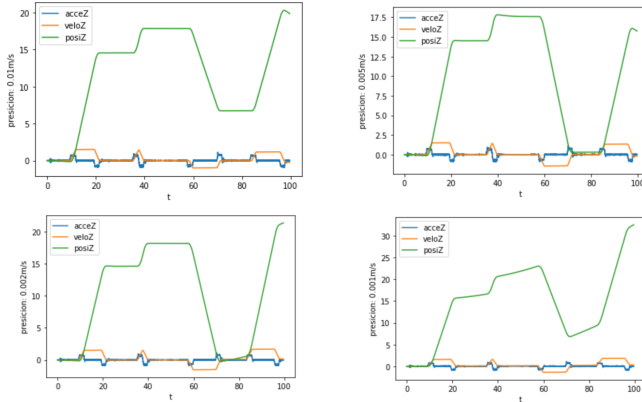 20
15
10
5
0
presicion: 0.01m/s
acceZ
veloZ
posiZ
0 20 40 60 80 100
t
17.5
15.0
12.5
10.0
7.5
5.0
2.5
0.0
presicion: 0.005m/s
acceZ
veloZ
posiZ
0 20 40 60 80 100
t
20
15
10
5
0
presicion: 0.002m/s
acceZ
veloZ
posiZ
0 20 40 60 80 100
t
30
25
20
15
10
5
0
presicion: 0.001m/s
acceZ
veloZ
posiZ
0 20 40 60 80 100
t